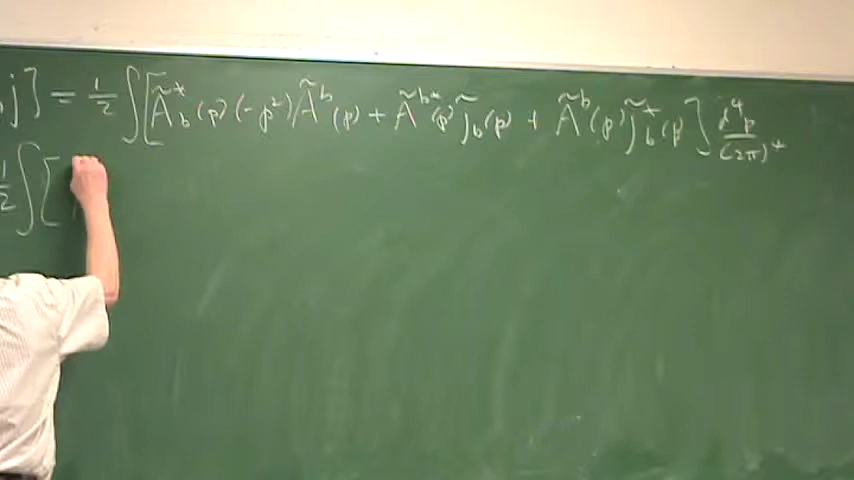 j] = 1/2 ∫[Ã*_b(p)(-p²)Ã^b(p) + Ã^b*(p) j̃_b(p) + Ã^b(p) j̃*_b(p)] d⁴p/(2π)⁴
1/2 ∫[